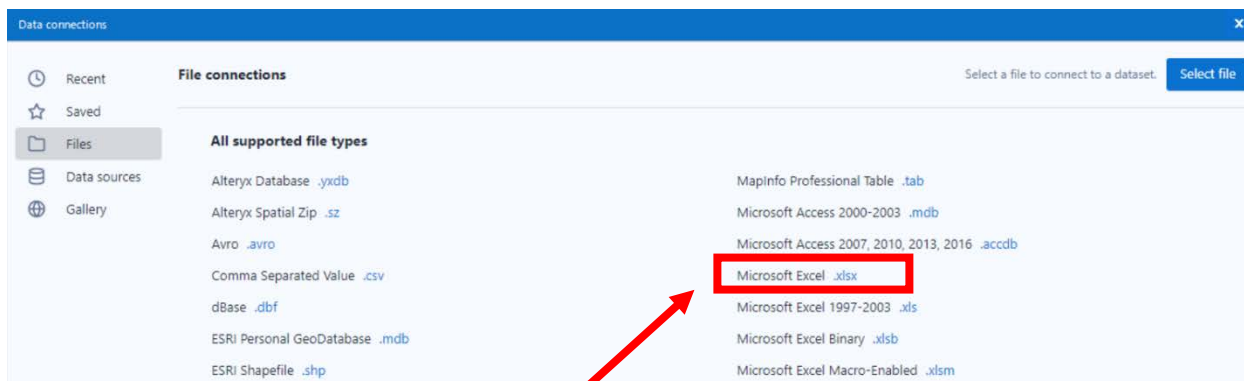 Data connections
x
Recent
Saved
Files
Data sources
Gallery
File connections
Select a file to connect to a dataset.
Select file
All supported file types
Alteryx Database .yxdb
Alteryx Spatial Zip .sz
Avro .avro
Comma Separated Value .csv
dBase .dbf
ESRI Personal GeoDatabase .mdb
ESRI Shapefile .shp
MapInfo Professional Table .tab
Microsoft Access 2000-2003 .mdb
Microsoft Access 2007, 2010, 2013, 2016 .accdb
Microsoft Excel .xlsx
Microsoft Excel 1997-2003 .xls
Microsoft Excel Binary .xlsb
Microsoft Excel Macro-Enabled .xlsm